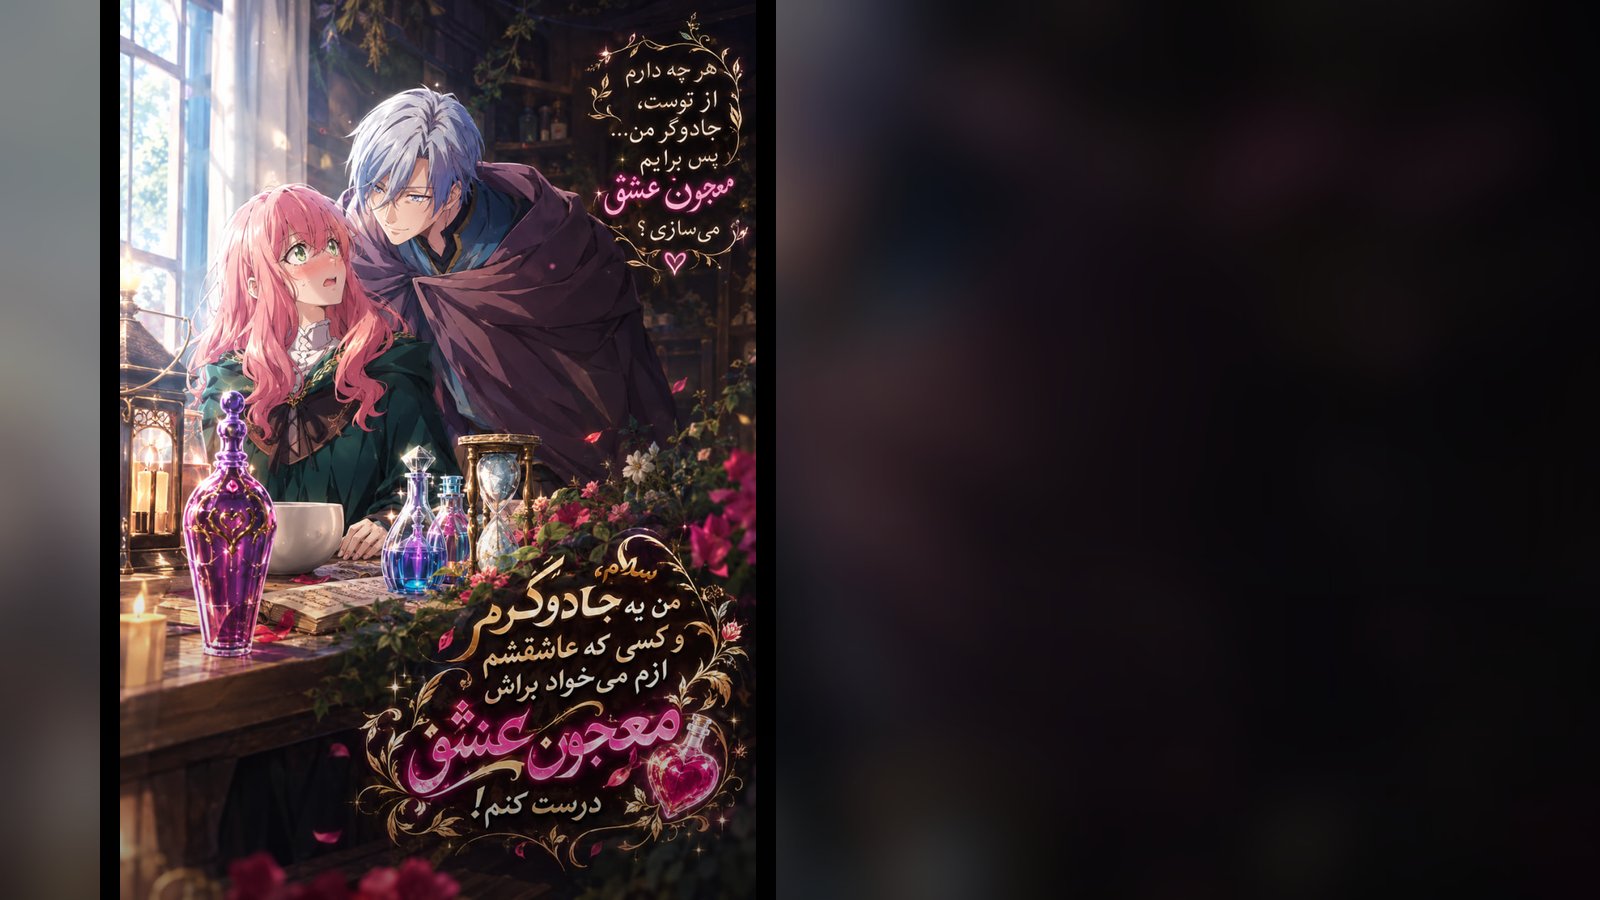 هر چه دارم
از توست،
جادوگر من...
پس برایم
معجون عشق
می‌سازی؟
سلام،
من یه جادوگرم
و کسی که عاشقشم
ازم می‌خواد براش
معجون عشق
درست کنم!